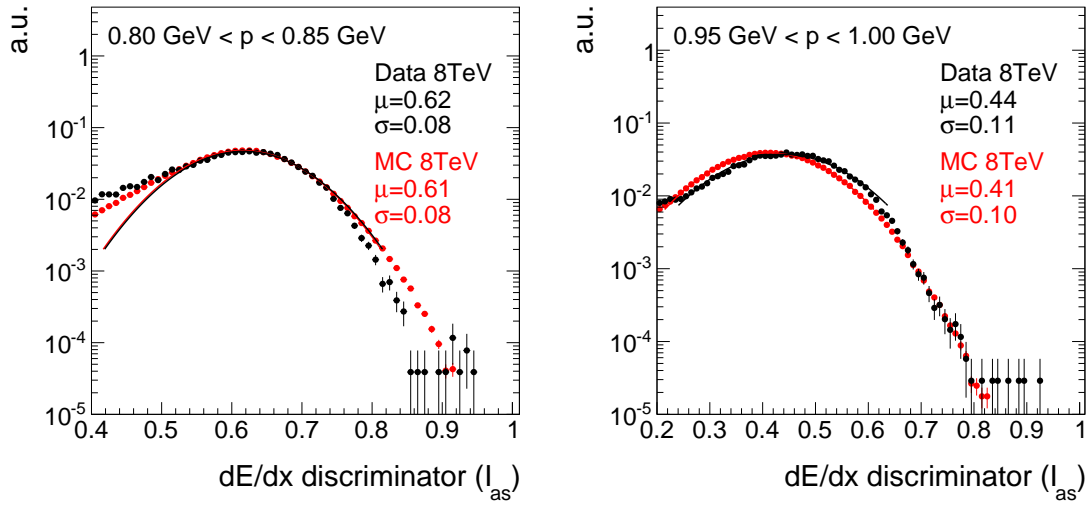 a.u.
0.80 GeV < p < 0.85 GeV
Data 8TeV
μ=0.62
σ=0.08
MC 8TeV
μ=0.61
σ=0.08
1
10^-1
10^-2
10^-3
10^-4
10^-5
0.4 0.5 0.6 0.7 0.8 0.9 1
dE/dx discriminator (I_as)
a.u.
0.95 GeV < p < 1.00 GeV
Data 8TeV
μ=0.44
σ=0.11
MC 8TeV
μ=0.41
σ=0.10
1
10^-1
10^-2
10^-3
10^-4
10^-5
0.2 0.3 0.4 0.5 0.6 0.7 0.8 0.9 1
dE/dx discriminator (I_as)